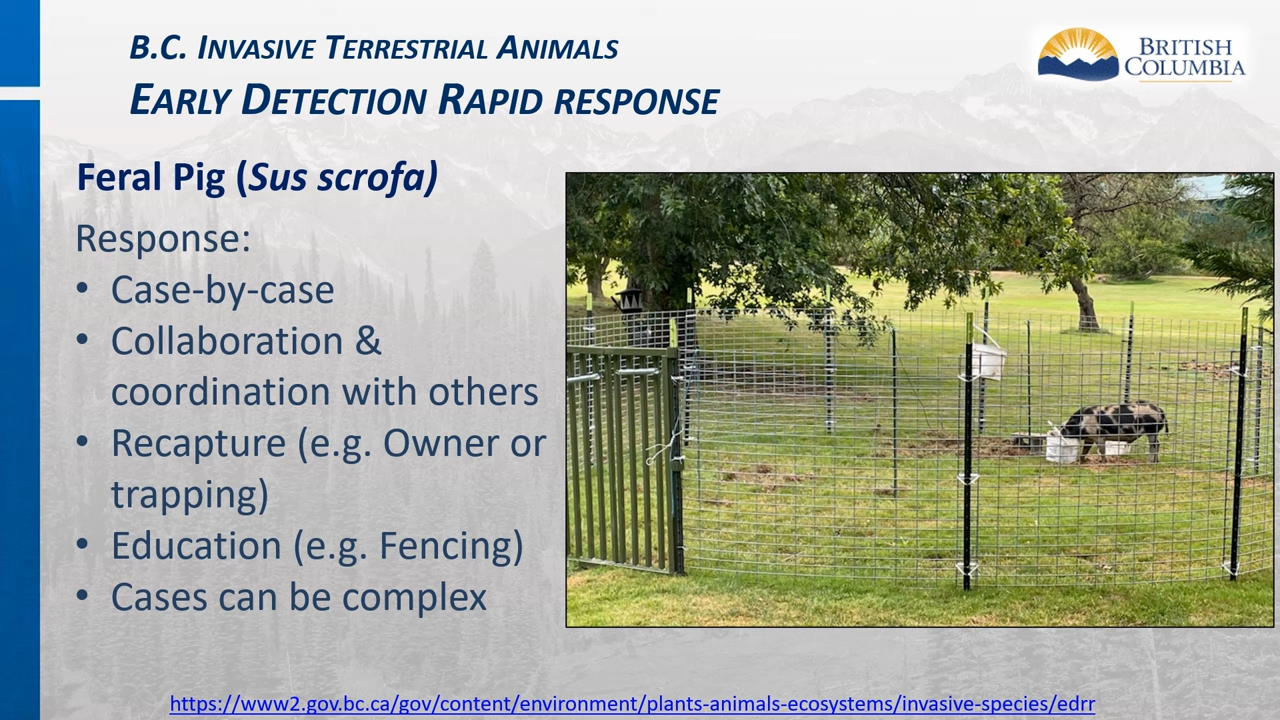 B.C. Invasive Terrestrial Animals
Early Detection Rapid response
British
Columbia
Feral Pig (Sus scrofa)
Response:
• Case-by-case
• Collaboration &
coordination with others
• Recapture (e.g. Owner or
trapping)
• Education (e.g. Fencing)
• Cases can be complex
https://www2.gov.bc.ca/gov/content/environment/plants-animals-ecosystems/invasive-species/edrr